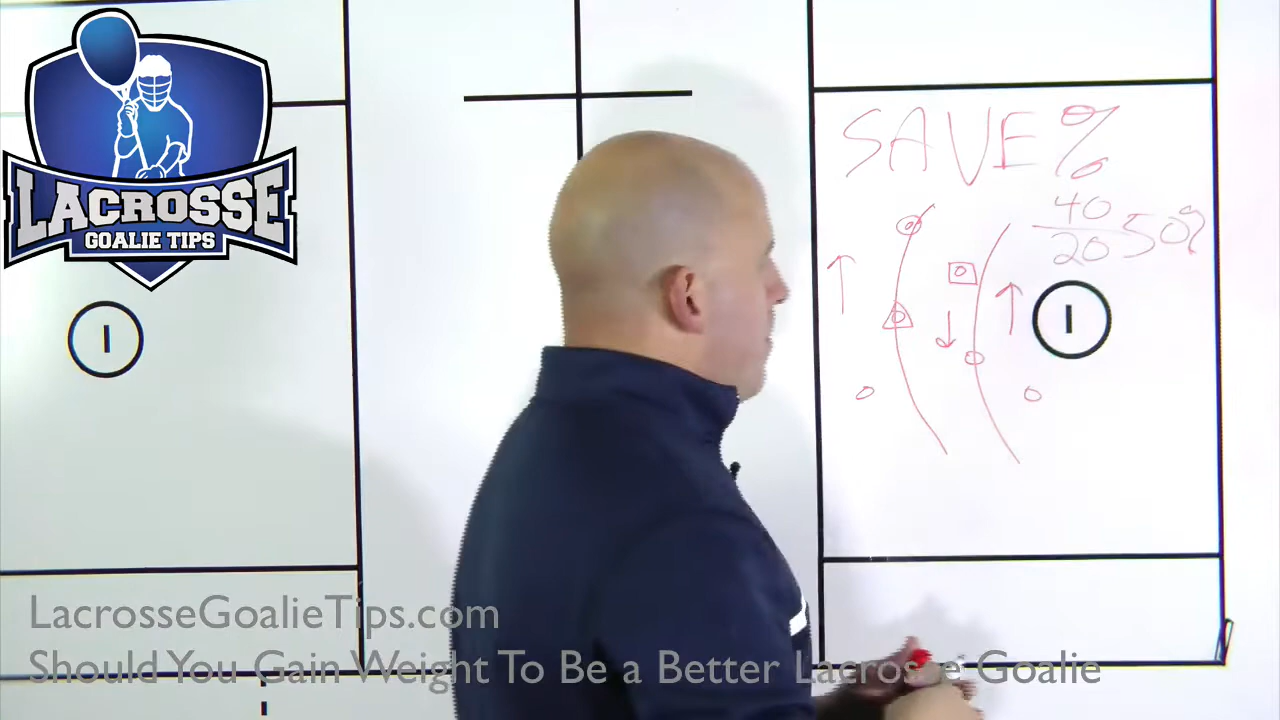 LACROSSE
GOALIE TIPS
SAVE %
40
20
50%
I
I
LacrosseGoalieTips.com
Should You Gain Weight To Be a Better Lacrosse Goalie